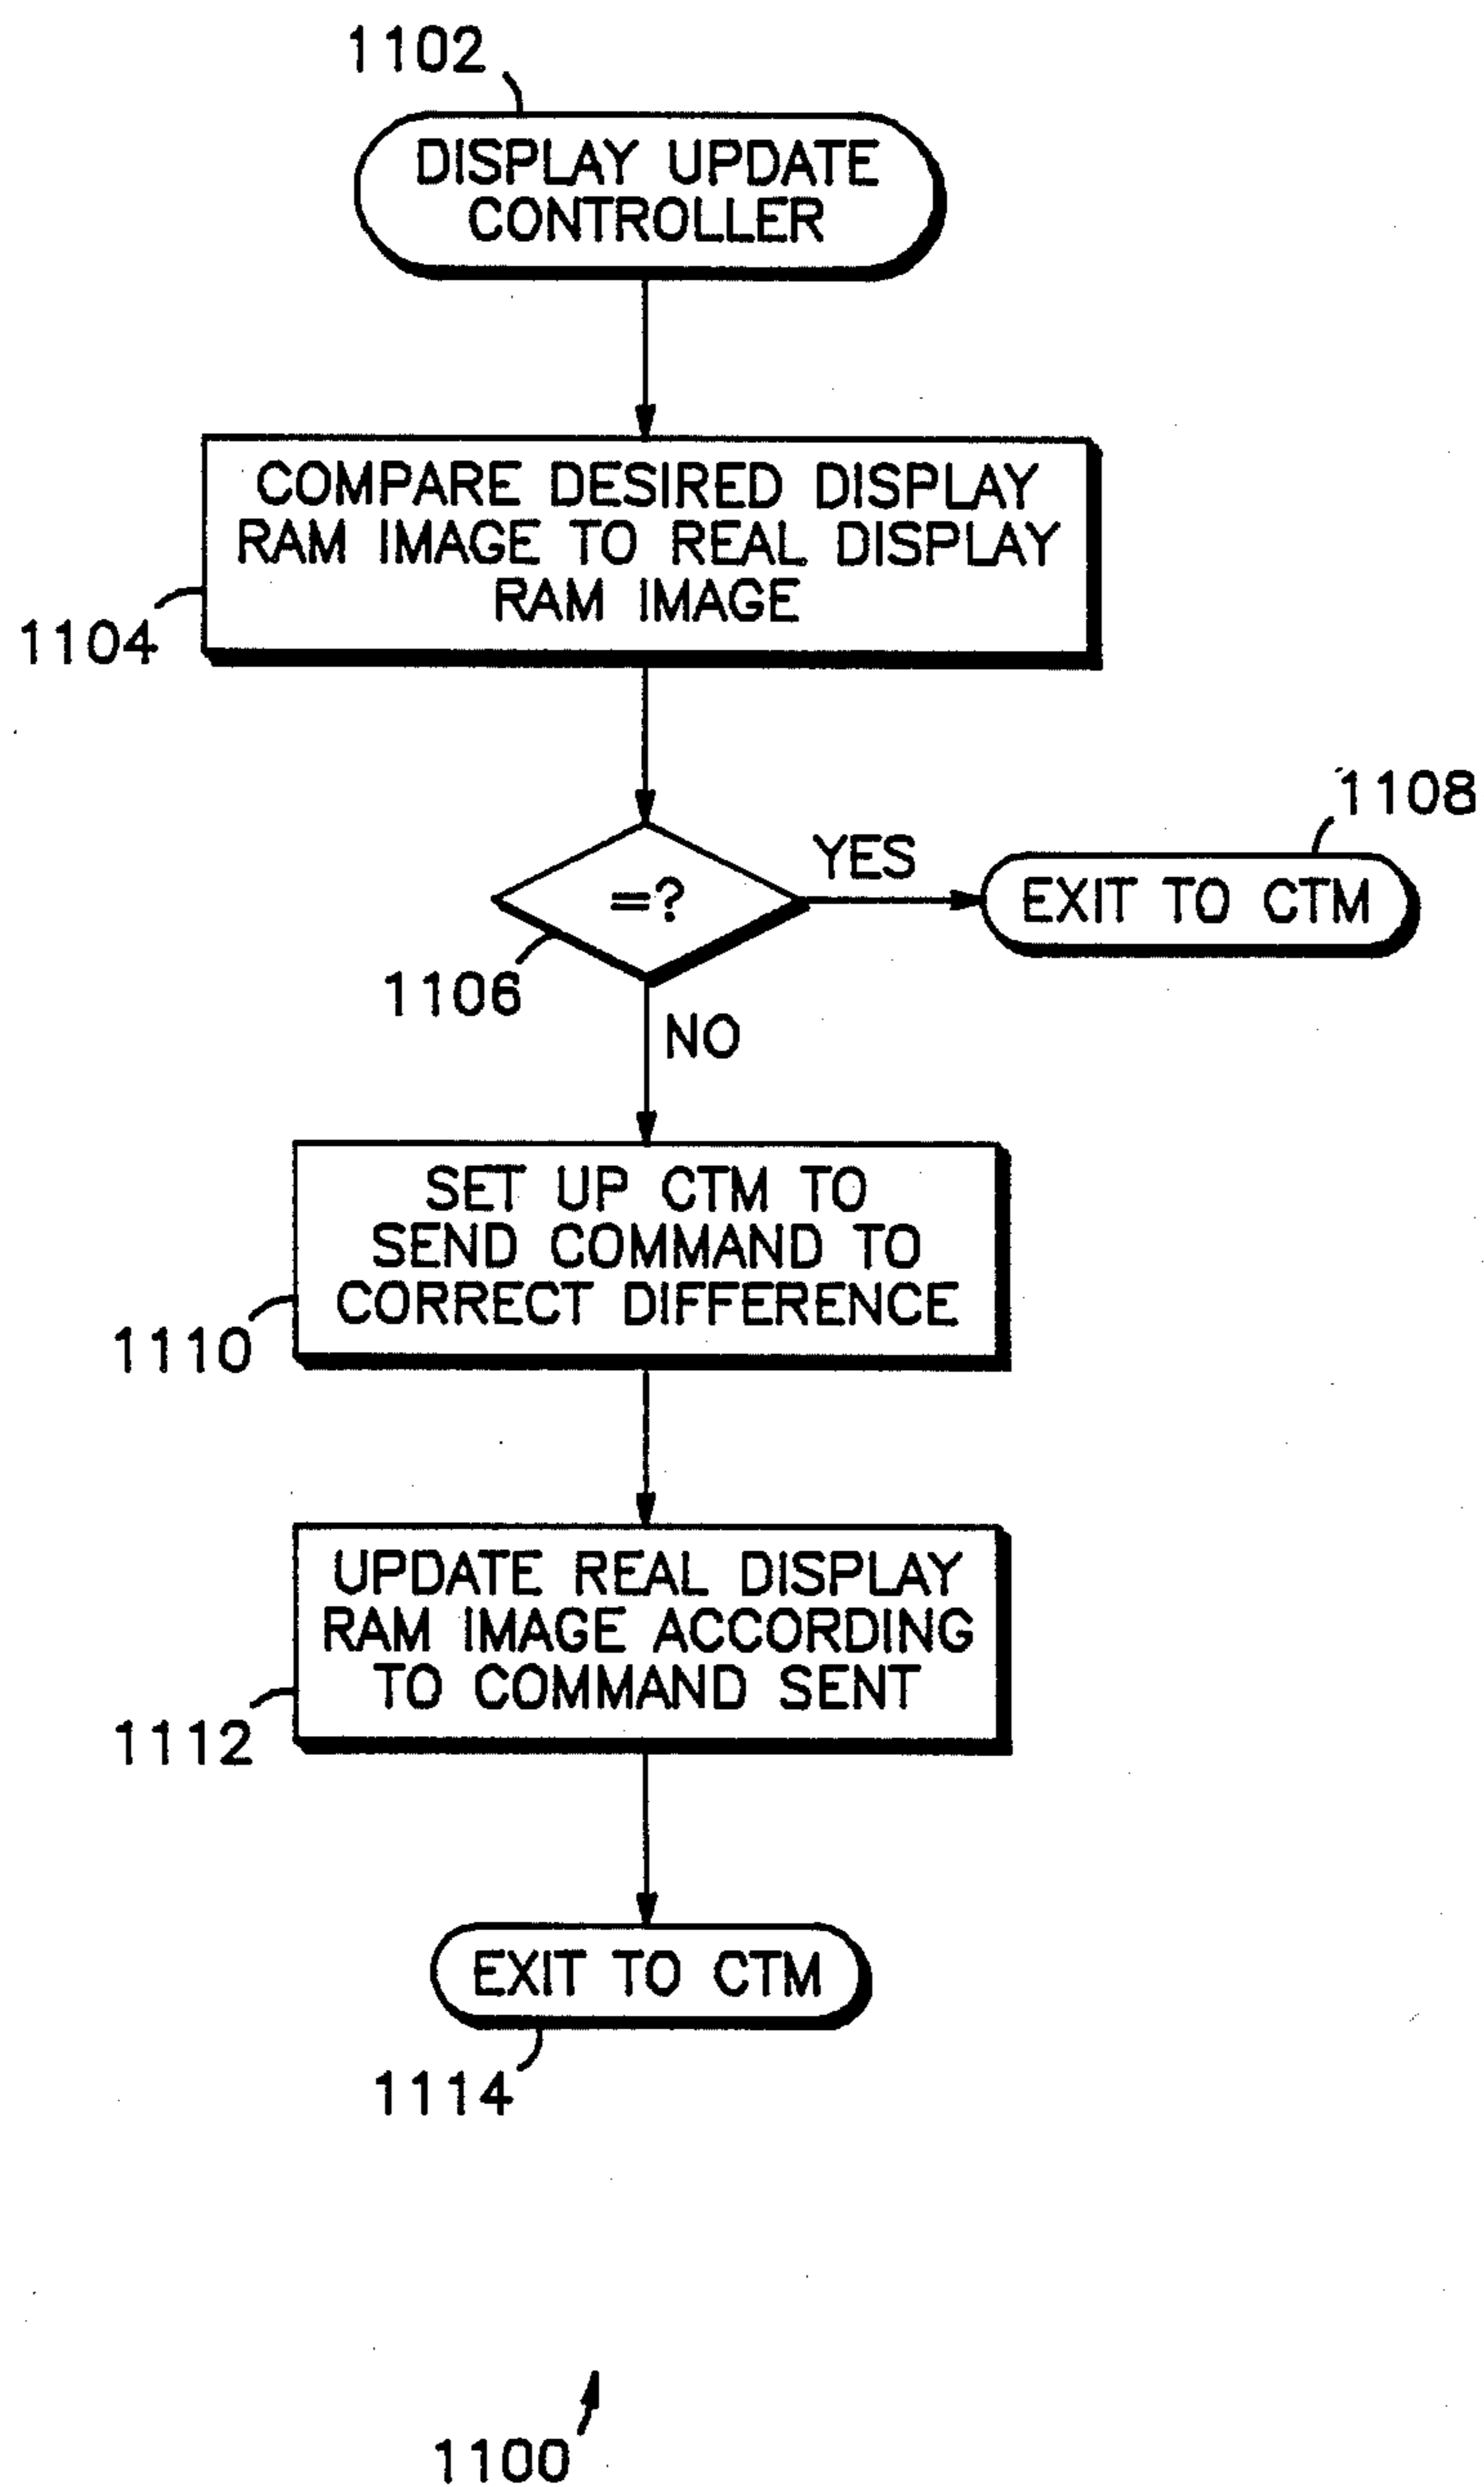 1102
DISPLAY UPDATE
CONTROLLER
COMPARE DESIRED DISPLAY
RAM IMAGE TO REAL DISPLAY
RAM IMAGE
1104
1108
YES
=?
EXIT TO CTM
1106
NO
SET UP CTM TO
SEND COMMAND TO
CORRECT DIFFERENCE
1110
UPDATE REAL DISPLAY
RAM IMAGE ACCORDING
TO COMMAND SENT
1112
EXIT TO CTM
1114
1100